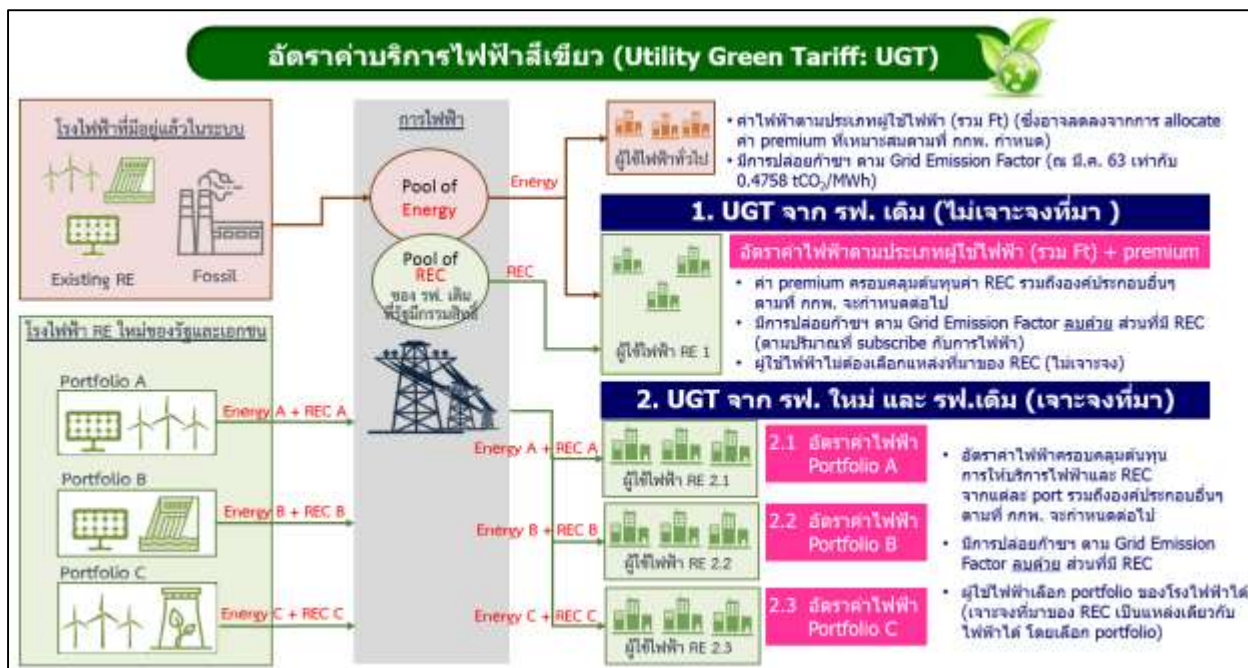 อัตราค่าบริการไฟฟ้าสีเขียว (Utility Green Tariff: UGT)
โรงไฟฟ้าที่มีอยู่แล้วในระบบ
Existing RE
Fossil
การไฟฟ้า
Pool of
Energy
Energy
Pool of
REC
ของ รฟ. เดิม
ที่รัฐมีกรรมสิทธิ์
REC
ผู้ใช้ไฟฟ้าทั่วไป
• ค่าไฟฟ้าตามประเภทผู้ใช้ไฟฟ้า (รวม Ft) (ซึ่งอาจลดลงจากการ allocate
ค่า premium ที่เหมาะสมตามที่ กกพ. กำหนด)
• มีการปล่อยก๊าซฯ ตาม Grid Emission Factor (ณ มี.ค. 63 เท่ากับ
0.4758 tCO₂/MWh)
1. UGT จาก รฟ. เดิม (ไม่เจาะจงที่มา )
อัตราค่าไฟฟ้าตามประเภทผู้ใช้ไฟฟ้า (รวม Ft) + premium
ผู้ใช้ไฟฟ้า RE 1
• ค่า premium ครอบคลุมต้นทุนค่า REC รวมถึงองค์ประกอบอื่นๆ
ตามที่ กกพ. จะกำหนดต่อไป
• มีการปล่อยก๊าซฯ ตาม Grid Emission Factor ลบด้วย ส่วนที่มี REC
(ตามปริมาณที่ subscribe กับการไฟฟ้า)
• ผู้ใช้ไฟฟ้าไม่ต้องเลือกแหล่งที่มาของ REC (ไม่เจาะจง)
โรงไฟฟ้า RE ใหม่ของรัฐและเอกชน
Portfolio A
Energy A + REC A
Portfolio B
Energy B + REC B
Portfolio C
Energy C + REC C
2. UGT จาก รฟ. ใหม่ และ รฟ.เดิม (เจาะจงที่มา)
Energy A + REC A
ผู้ใช้ไฟฟ้า RE 2.1
2.1 อัตราค่าไฟฟ้า
Portfolio A
Energy B + REC B
ผู้ใช้ไฟฟ้า RE 2.2
2.2 อัตราค่าไฟฟ้า
Portfolio B
Energy C + REC C
ผู้ใช้ไฟฟ้า RE 2.3
2.3 อัตราค่าไฟฟ้า
Portfolio C
• อัตราค่าไฟฟ้าครอบคลุมต้นทุน
การให้บริการไฟฟ้าและ REC
จากแต่ละ port รวมถึงองค์ประกอบอื่นๆ
ตามที่ กกพ. จะกำหนดต่อไป
• มีการปล่อยก๊าซฯ ตาม Grid Emission
Factor ลบด้วย ส่วนที่มี REC
• ผู้ใช้ไฟฟ้าเลือก portfolio ของโรงไฟฟ้าได้
(เจาะจงที่มาของ REC เป็นแหล่งเดียวกับ
ไฟฟ้าได้ โดยเลือก portfolio)